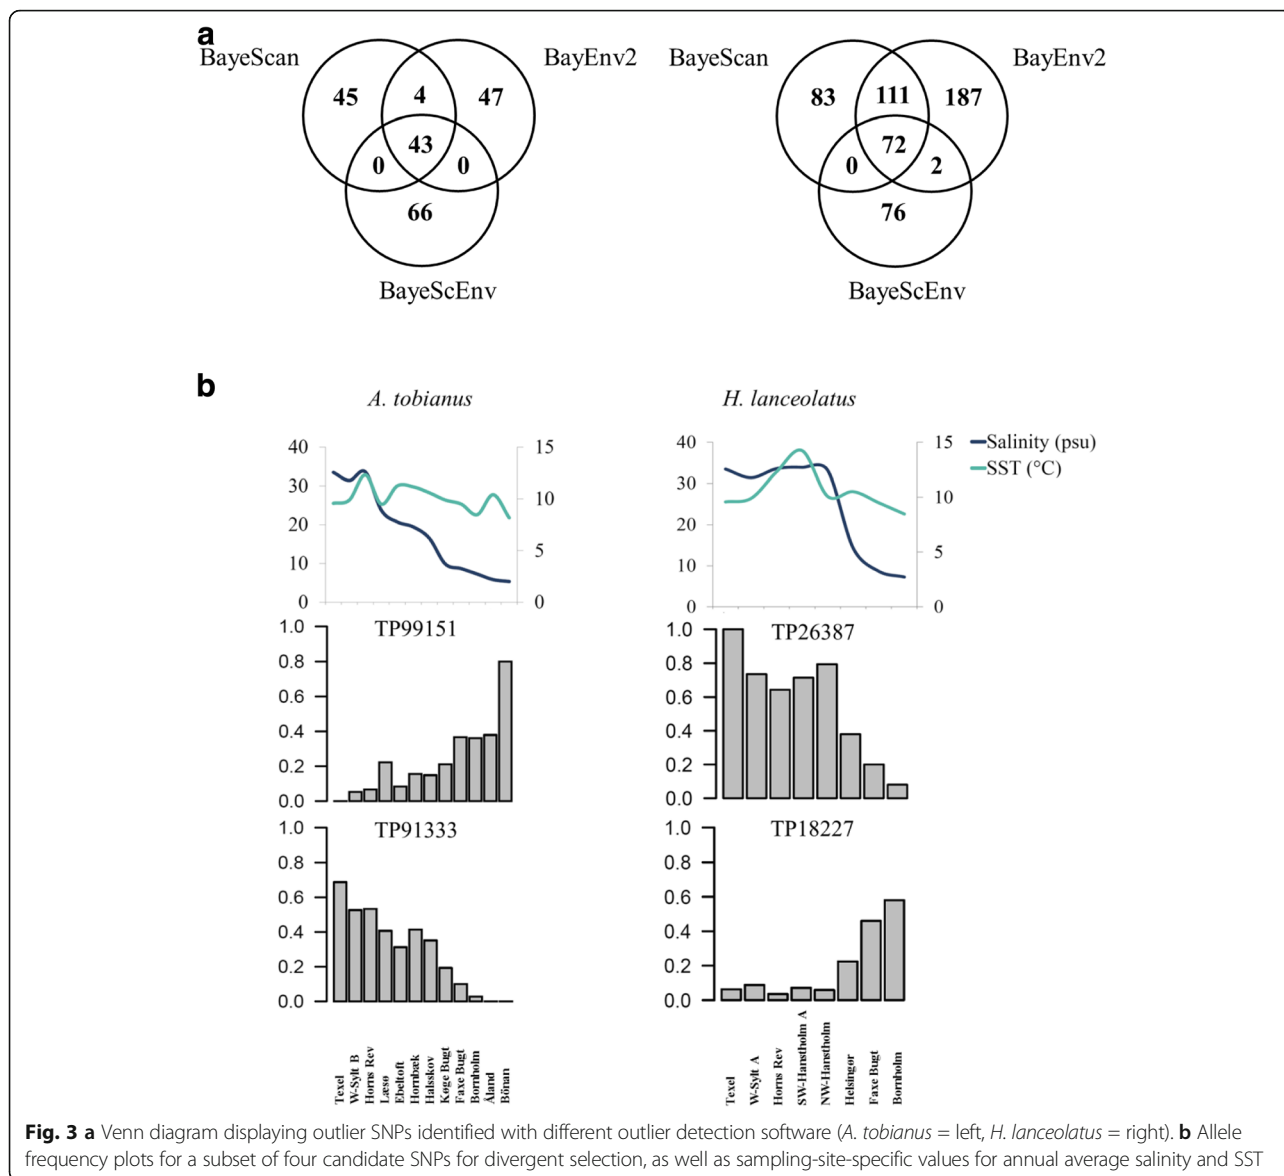 a
BayeScan
BayEnv2
45
4
47
43
0
0
66
BayeScEnv
BayeScan
BayEnv2
83
111
187
72
0
2
76
BayeScEnv
b
A. tobianus
40
30
20
10
0
15
10
5
0
H. lanceolatus
40
30
20
10
0
15
10
5
0
Salinity (psu)
SST (°C)
TP99151
1.0
0.8
0.6
0.4
0.2
0.0
TP26387
1.0
0.8
0.6
0.4
0.2
0.0
TP91333
1.0
0.8
0.6
0.4
0.2
0.0
TP18227
1.0
0.8
0.6
0.4
0.2
0.0
Texel
W-Sylt B
Horns Rev
Læsø
Ebeltoft
Hornbæk
Halsskov
Køge Bugt
Faxe Bugt
Bornholm
Åland
Bönan
Texel
W-Sylt A
Horns Rev
SW-Hanstholm A
NW-Hanstholm
Helsingør
Faxe Bugt
Bornholm
Fig. 3 a Venn diagram displaying outlier SNPs identified with different outlier detection software (A. tobianus = left, H. lanceolatus = right). b Allele
frequency plots for a subset of four candidate SNPs for divergent selection, as well as sampling-site-specific values for annual average salinity and SST